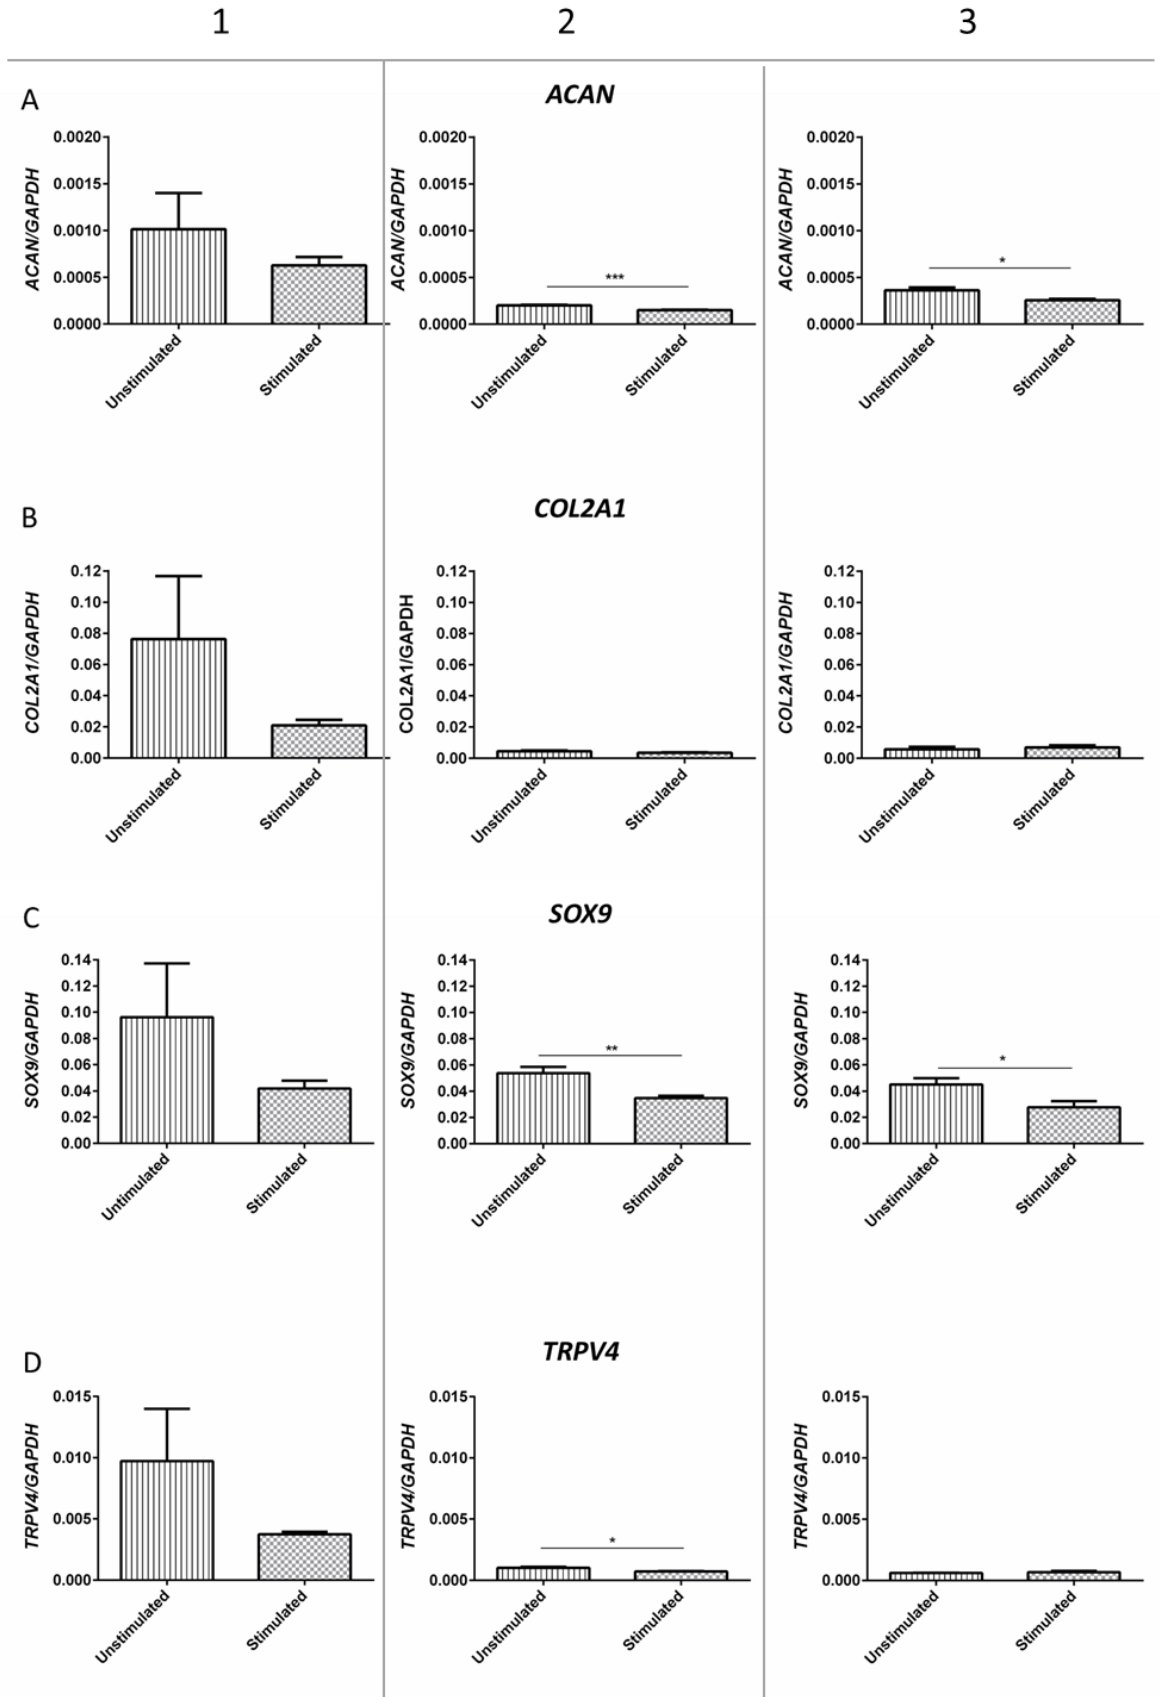 1 2 3
A
ACAN
0.0020 0.0020 0.0020
0.0015 0.0015 0.0015
0.0010 0.0010 0.0010
0.0005 0.0005 0.0005
0.0000 0.0000 0.0000
ACAN/GAPDH ACAN/GAPDH ACAN/GAPDH
*** *
Unstimulated Stimulated Unstimulated Stimulated Unstimulated Stimulated
B
COL2A1
0.12 0.12 0.12
0.10 0.10 0.10
0.08 0.08 0.08
0.06 0.06 0.06
0.04 0.04 0.04
0.02 0.02 0.02
0.00 0.00 0.00
COL2A1/GAPDH COL2A1/GAPDH COL2A1/GAPDH
Unstimulated Stimulated Unstimulated Stimulated Unstimulated Stimulated
C
SOX9
0.14 0.14 0.14
0.12 0.12 0.12
0.10 0.10 0.10
0.08 0.08 0.08
0.06 0.06 0.06
0.04 0.04 0.04
0.02 0.02 0.02
0.00 0.00 0.00
SOX9/GAPDH SOX9/GAPDH SOX9/GAPDH
** *
Untimulated Stimulated Unstimulated Stimulated Unstimulated Stimulated
D
TRPV4
0.015 0.015 0.015
0.010 0.010 0.010
0.005 0.005 0.005
0.000 0.000 0.000
TRPV4/GAPDH TRPV4/GAPDH TRPV4/GAPDH
*
Unstimulated Stimulated Unstimulated Stimulated Unstimulated Stimulated